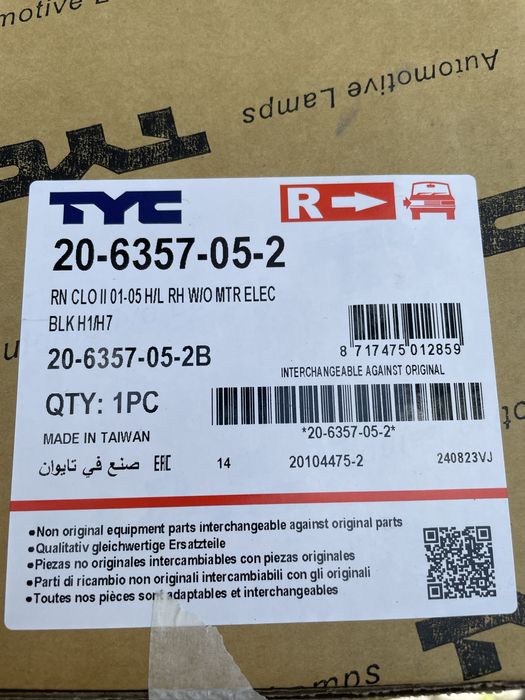 motive
Automotive Lamps
TYC
TYC
R
20-6357-05-2
RN CLO II 01-05 H/L RH W/O MTR ELEC
BLK H1/H7
20-6357-05-2B
8 717475 012859
INTERCHANGEABLE AGAINST ORIGINAL
QTY: 1PC
*20-6357-05-2*
MADE IN TAIWAN
صنع في تايوان EAC 14 20104475-2 240823VJ
•Non original equipment parts interchangeable against original parts
•Qualitativ gleichwertige Ersatzteile
•Piezas no originales intercambiables con piezas originales
•Parti di ricambio non originali intercambiabili con gli originali
•Toutes nos pièces sont adaptables et interchangeables
TYC
mps